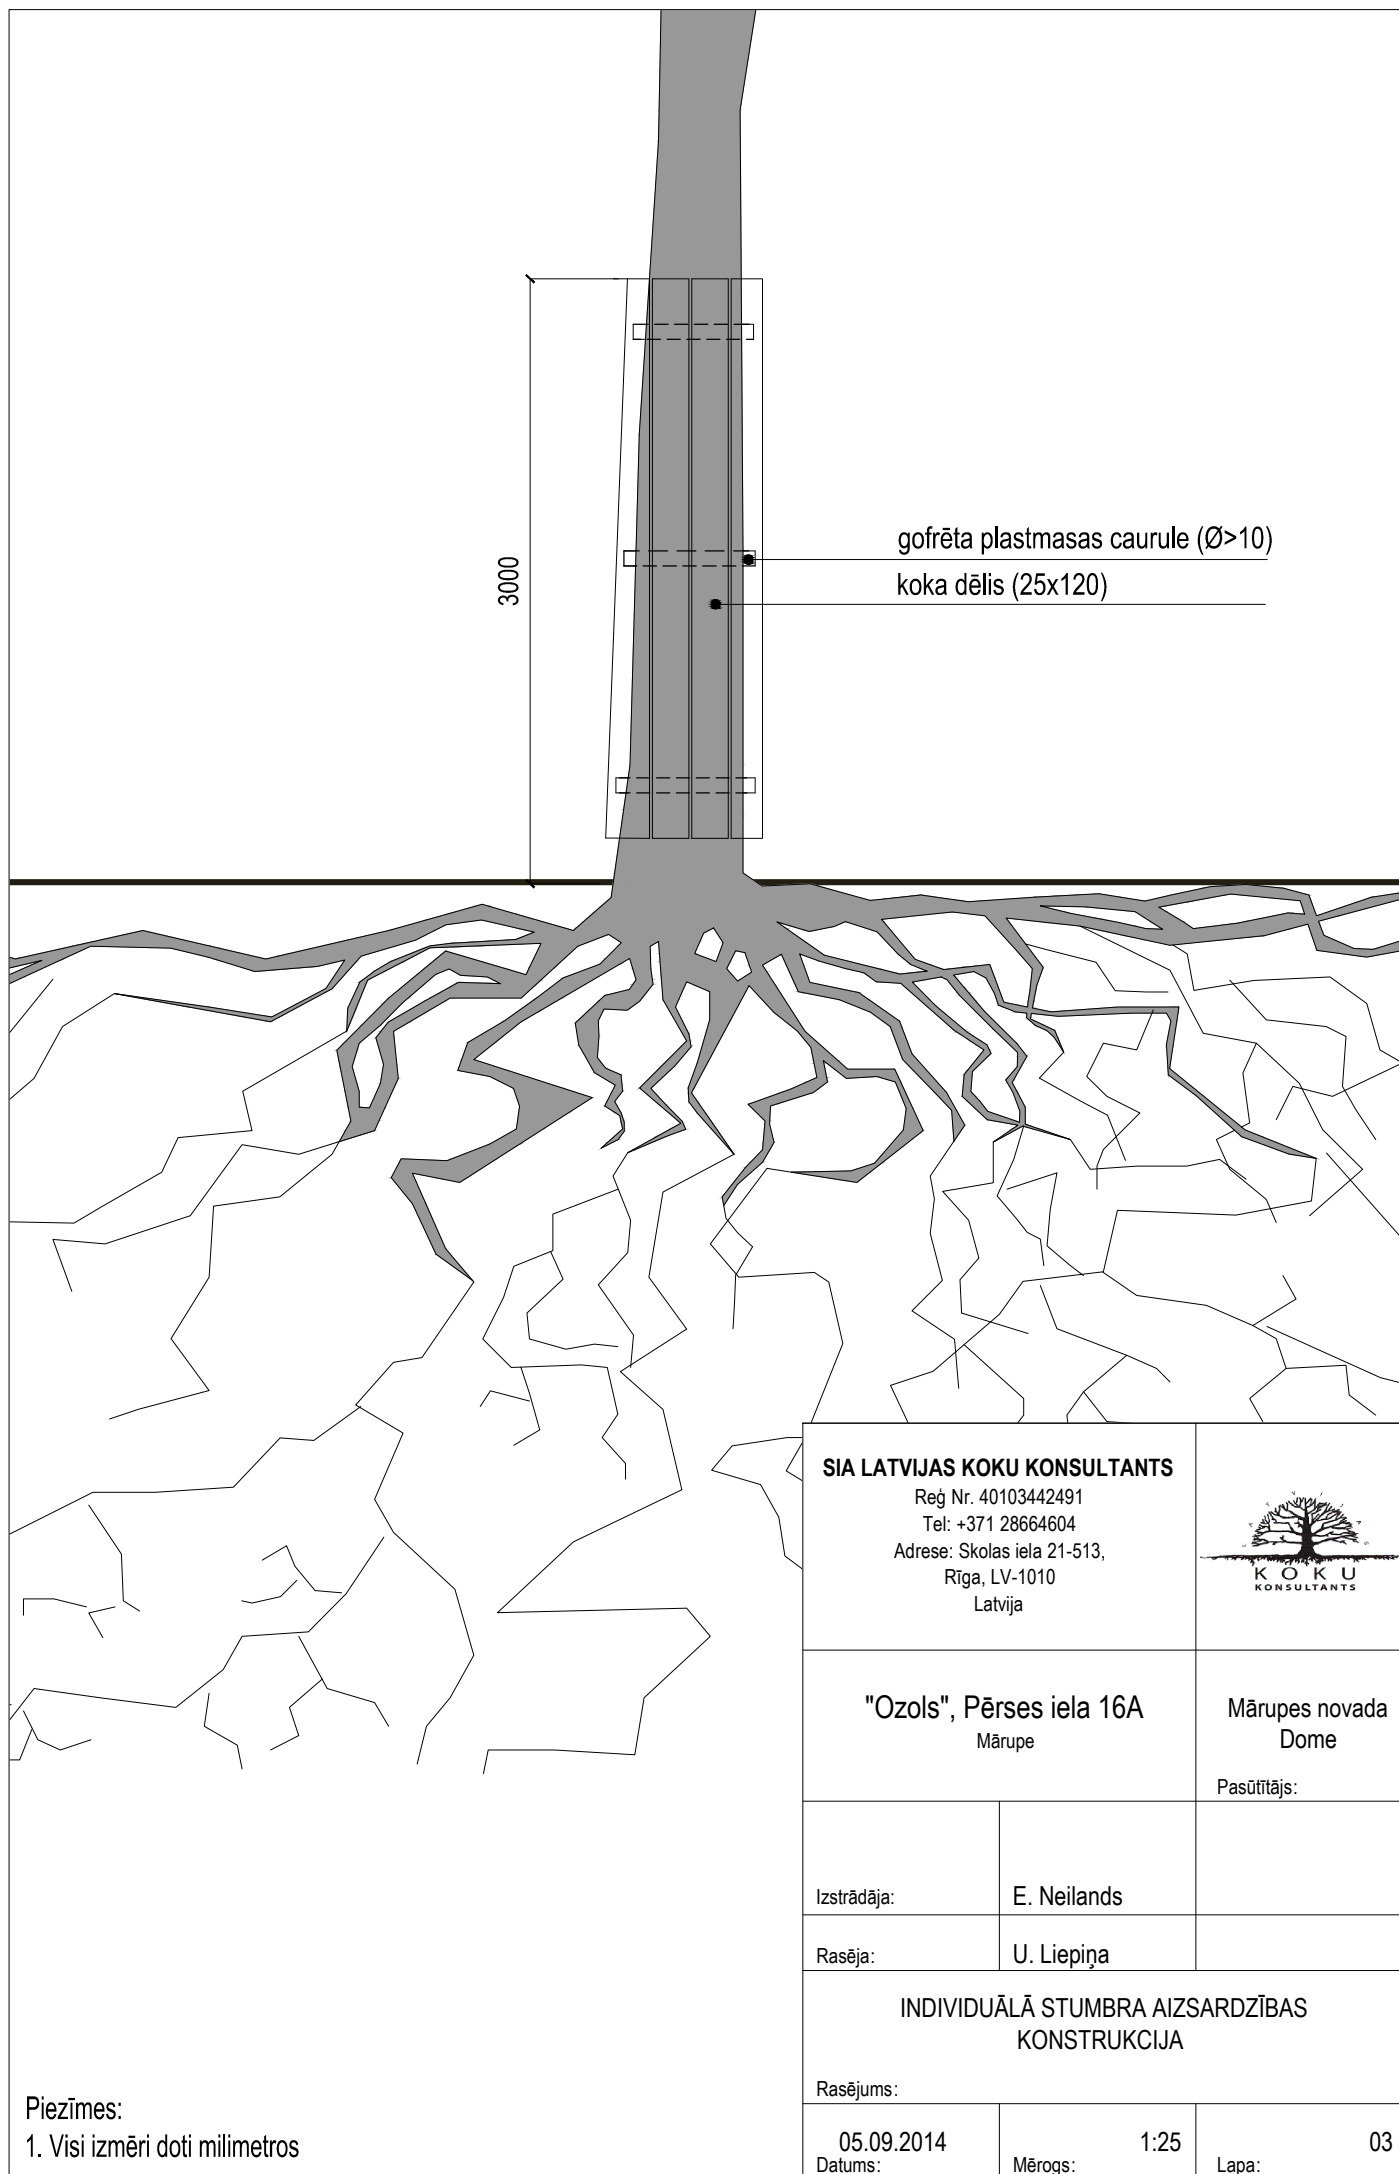 3000
gofrēta plastmasas caurule (Ø>10)
koka dēlis (25x120)
SIA LATVIJAS KOKU KONSULTANTS
Reģ Nr. 40103442491
Tel: +371 28664604
Adrese: Skolas iela 21-513,
Rīga, LV-1010
Latvija
LATVIJAS
KOKU
KONSULTANTS
"Ozols", Pērses iela 16A
Mārupe
Mārupes novada
Dome
Pasūtītājs:
Izstrādāja:
E. Neilands
Rasēja:
U. Liepiņa
INDIVIDUĀLĀ STUMBRA AIZSARDZĪBAS
KONSTRUKCIJA
Rasējums:
05.09.2014
Datums:
1:25
Mērogs:
03
Lapa:
Piezīmes:
1. Visi izmēri doti milimetros